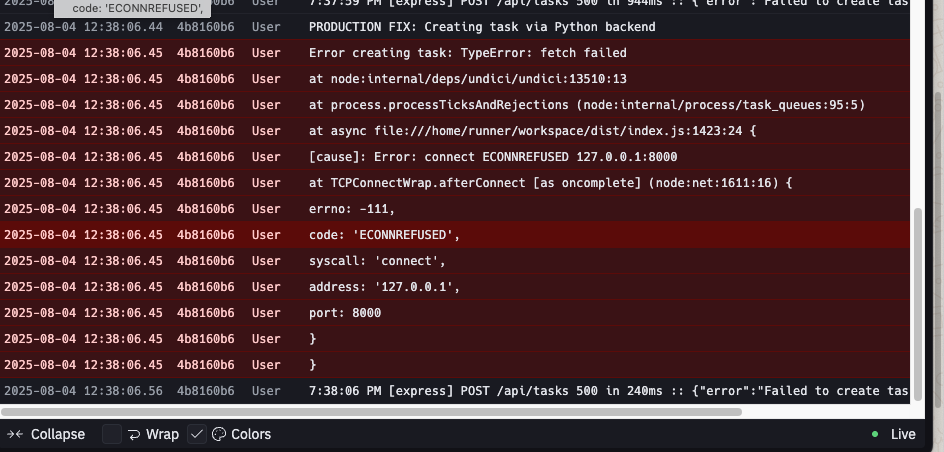 code: 'ECONNREFUSED',
7:37:59 PM [express] POST /api/tasks 500 in 944ms :: {"error":"Failed to create tas
2025-08-04 12:38:06.44 4b8160b6 User PRODUCTION FIX: Creating task via Python backend
2025-08-04 12:38:06.45 4b8160b6 User Error creating task: TypeError: fetch failed
2025-08-04 12:38:06.45 4b8160b6 User at node:internal/deps/undici/undici:13510:13
2025-08-04 12:38:06.45 4b8160b6 User at process.processTicksAndRejections (node:internal/process/task_queues:95:5)
2025-08-04 12:38:06.45 4b8160b6 User at async file:///home/runner/workspace/dist/index.js:1423:24 {
2025-08-04 12:38:06.45 4b8160b6 User [cause]: Error: connect ECONNREFUSED 127.0.0.1:8000
2025-08-04 12:38:06.45 4b8160b6 User at TCPConnectWrap.afterConnect [as oncomplete] (node:net:1611:16) {
2025-08-04 12:38:06.45 4b8160b6 User errno: -111,
2025-08-04 12:38:06.45 4b8160b6 User code: 'ECONNREFUSED',
2025-08-04 12:38:06.45 4b8160b6 User syscall: 'connect',
2025-08-04 12:38:06.45 4b8160b6 User address: '127.0.0.1',
2025-08-04 12:38:06.45 4b8160b6 User port: 8000
2025-08-04 12:38:06.45 4b8160b6 User }
2025-08-04 12:38:06.45 4b8160b6 User }
2025-08-04 12:38:06.56 4b8160b6 User 7:38:06 PM [express] POST /api/tasks 500 in 240ms :: {"error":"Failed to create tas
Collapse Wrap Colors Live